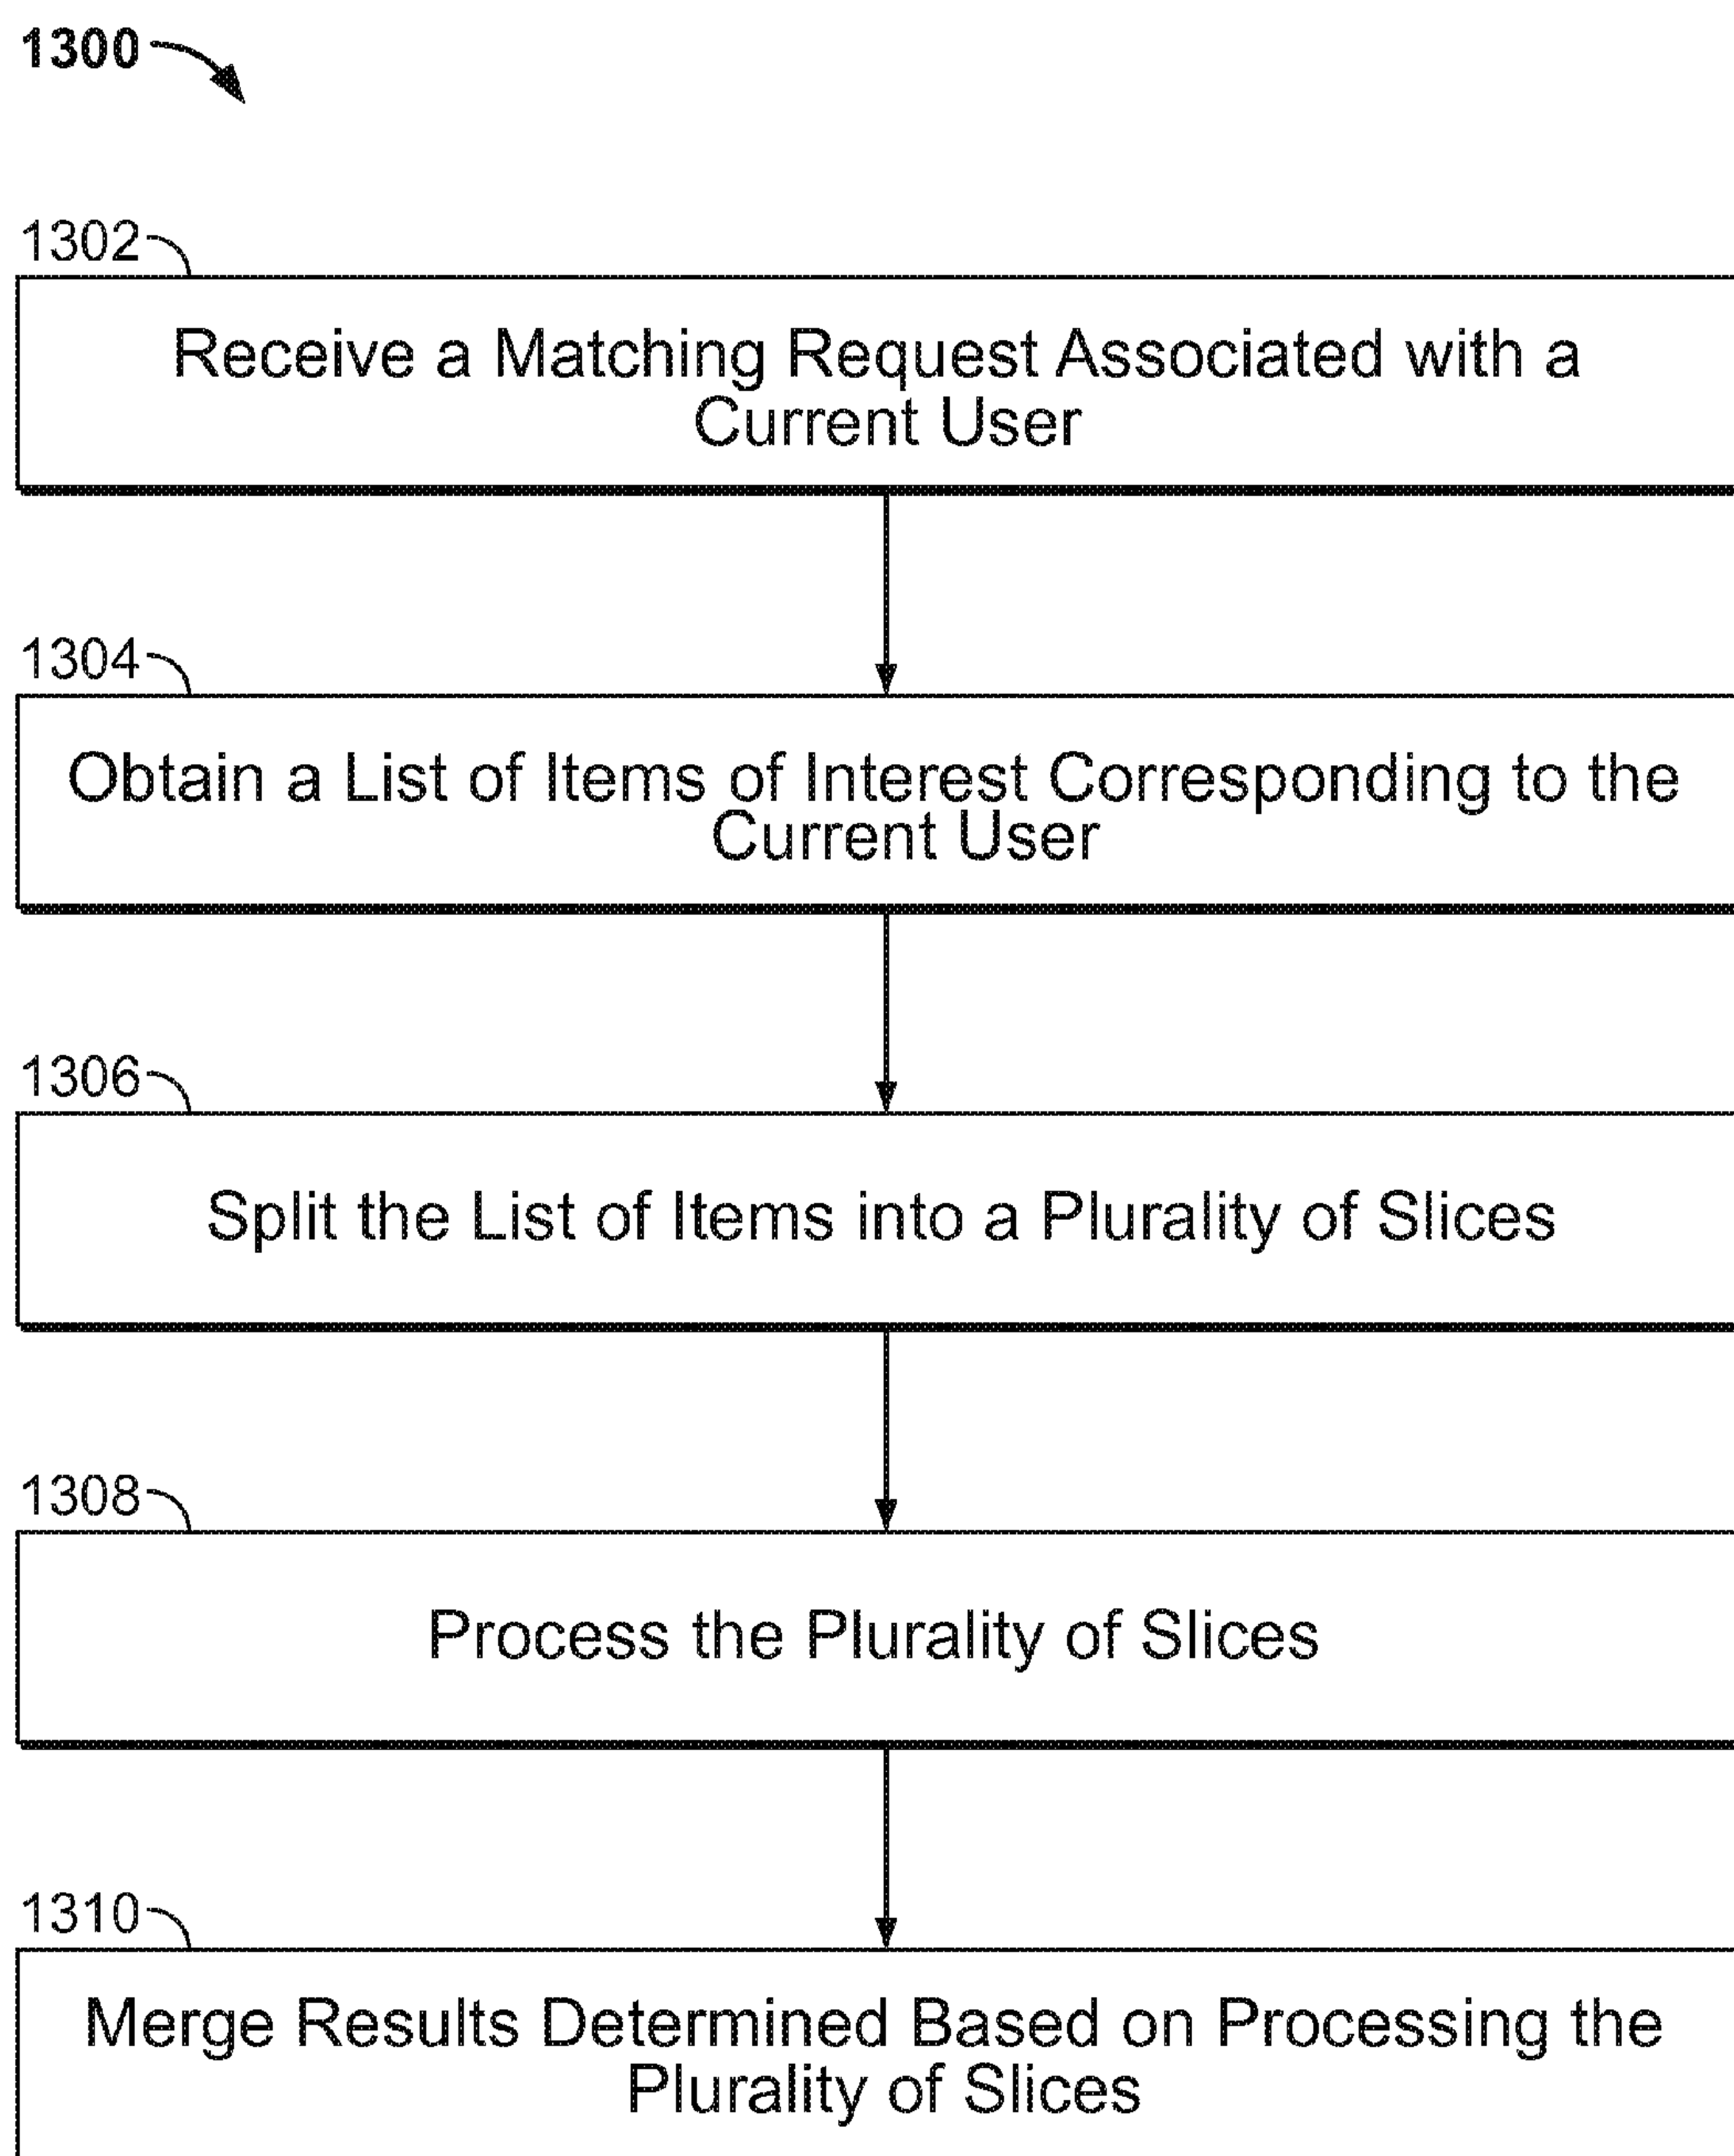 1300
1302
Receive a Matching Request Associated with a
Current User
1304
Obtain a List of Items of Interest Corresponding to the
Current User
1306
Split the List of Items into a Plurality of Slices
1308
Process the Plurality of Slices
1310
Merge Results Determined Based on Processing the
Plurality of Slices